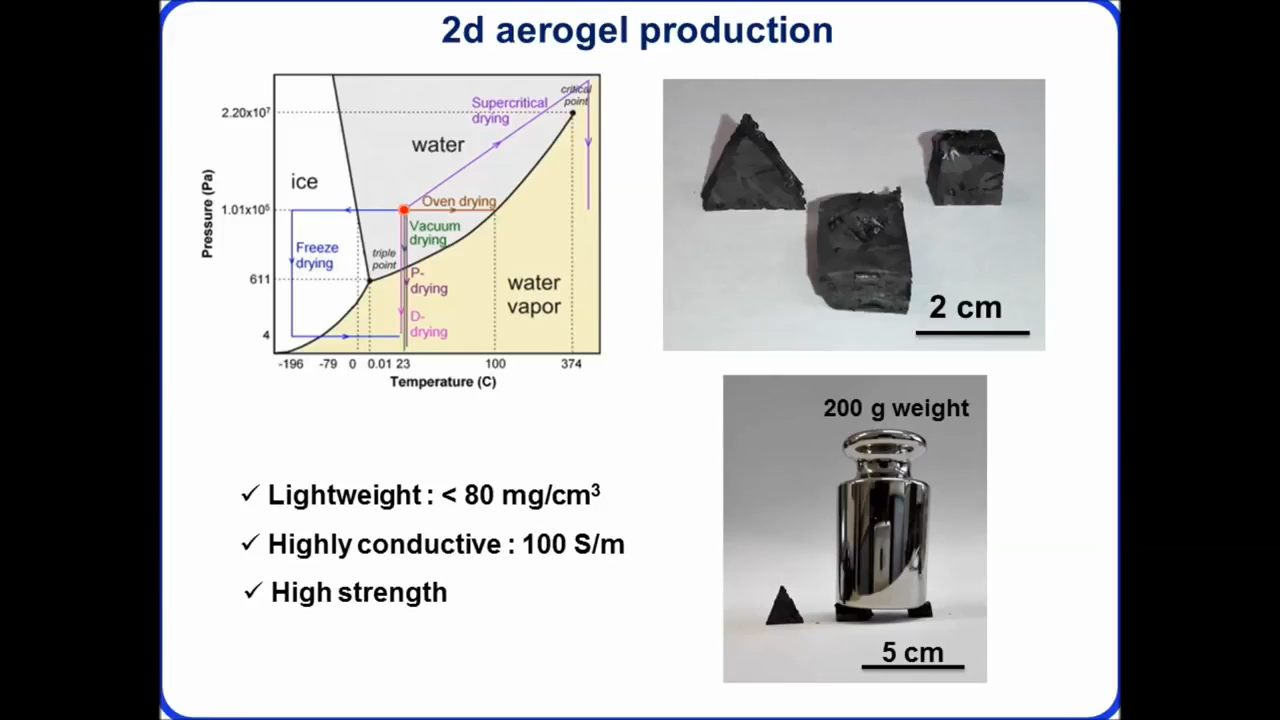 2d aerogel production
Pressure (Pa)
2.20x10⁷
1.01x10⁵
611
4
ice
water
water
vapor
Supercritical
drying
critical
point
Oven drying
Vacuum
drying
triple
point
Freeze
drying
P-
drying
D-
drying
-196 -79 0 0.01 23 100 374
Temperature (C)
2 cm
200 g weight
5 cm
✓ Lightweight : < 80 mg/cm³
✓ Highly conductive : 100 S/m
✓ High strength